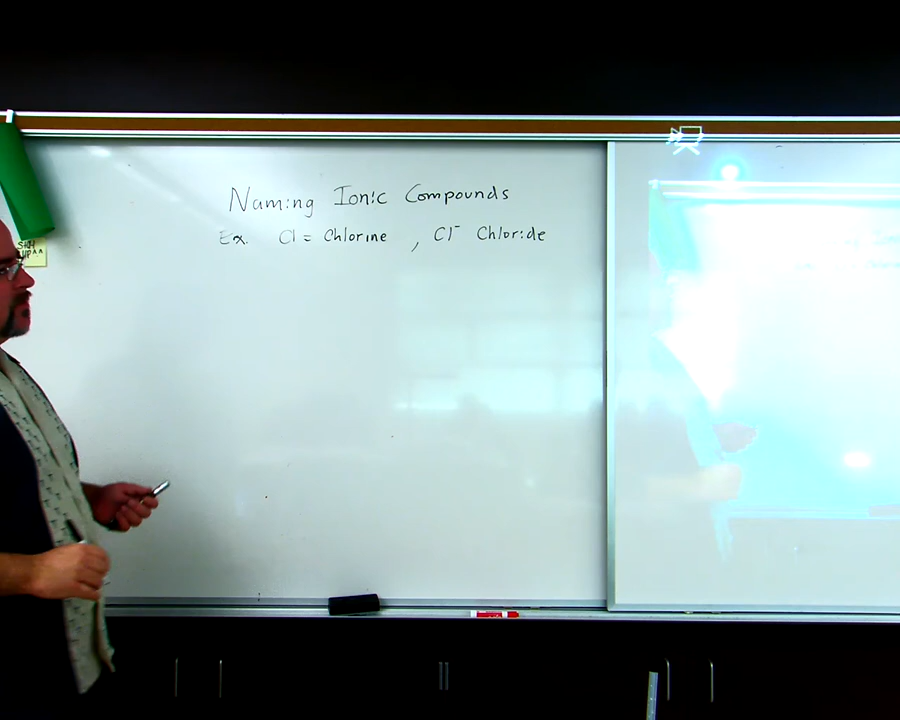 Naming Ionic Compounds
Ex. Cl = Chlorine , Cl⁻ Chloride